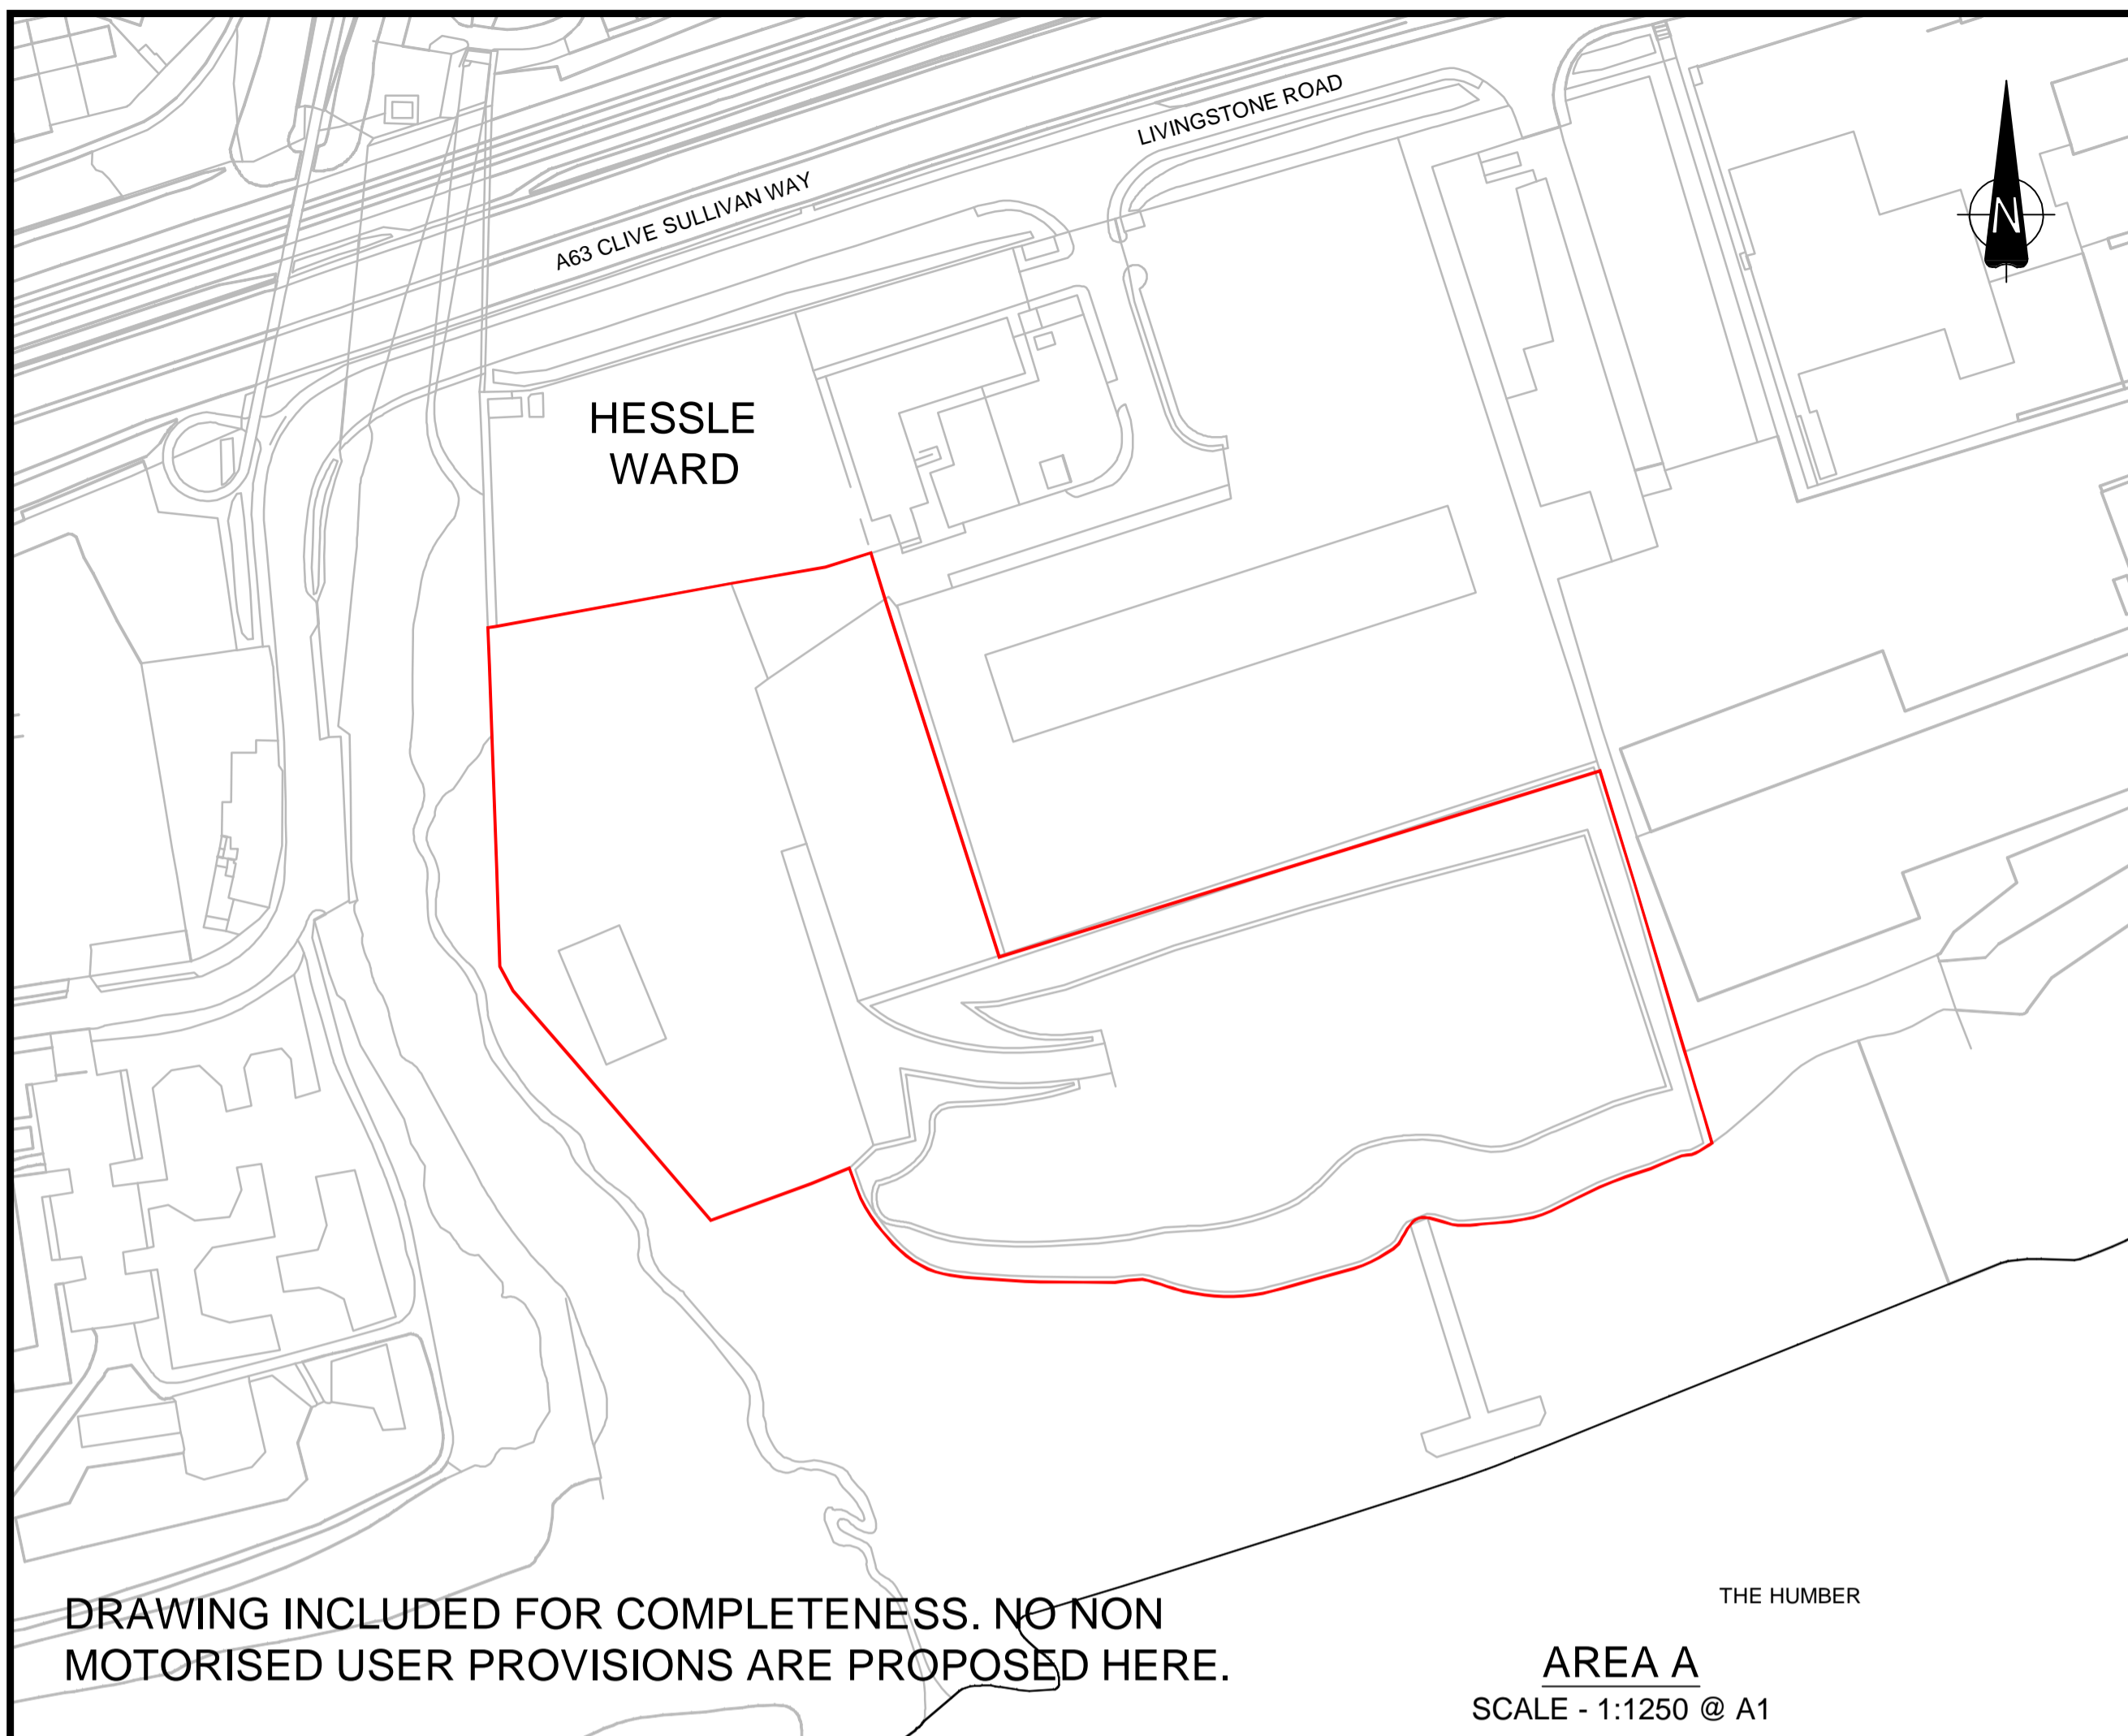 LIVINGSTONE ROAD
A63 CLIVE SULLIVAN WAY
N
HESSLE
WARD
THE HUMBER
DRAWING INCLUDED FOR COMPLETENESS. NO NON
MOTORISED USER PROVISIONS ARE PROPOSED HERE.
AREA A
SCALE - 1:1250 @ A1